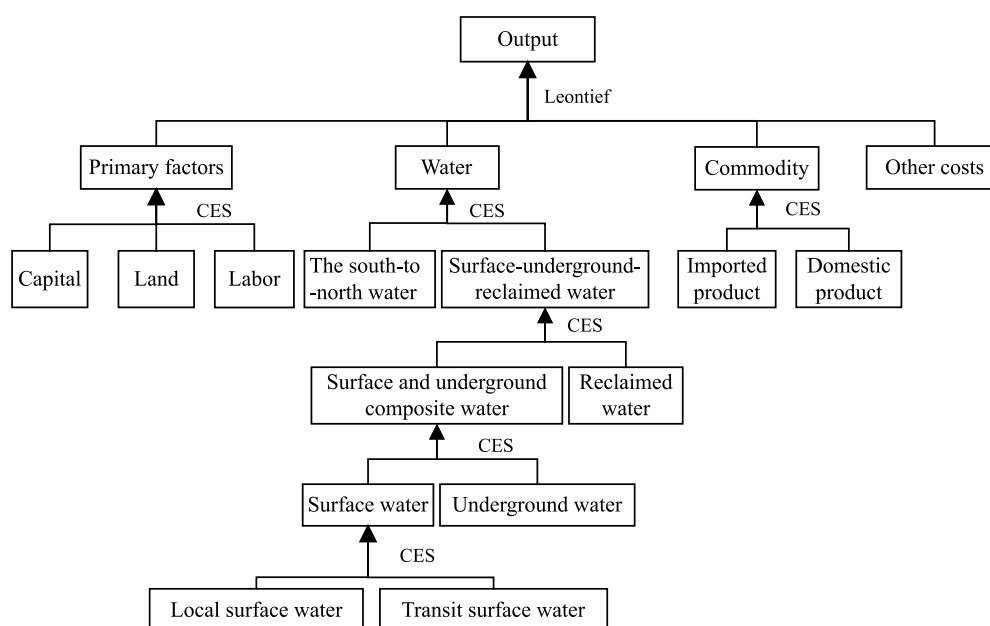 Output
Leontief
Primary factors
Water
Commodity
Other costs
CES
CES
CES
Capital
Land
Labor
The south-to
-north water
Surface-underground-
reclaimed water
Imported
product
Domestic
product
CES
Surface and underground
composite water
Reclaimed
water
CES
Surface water
Underground water
CES
Local surface water
Transit surface water